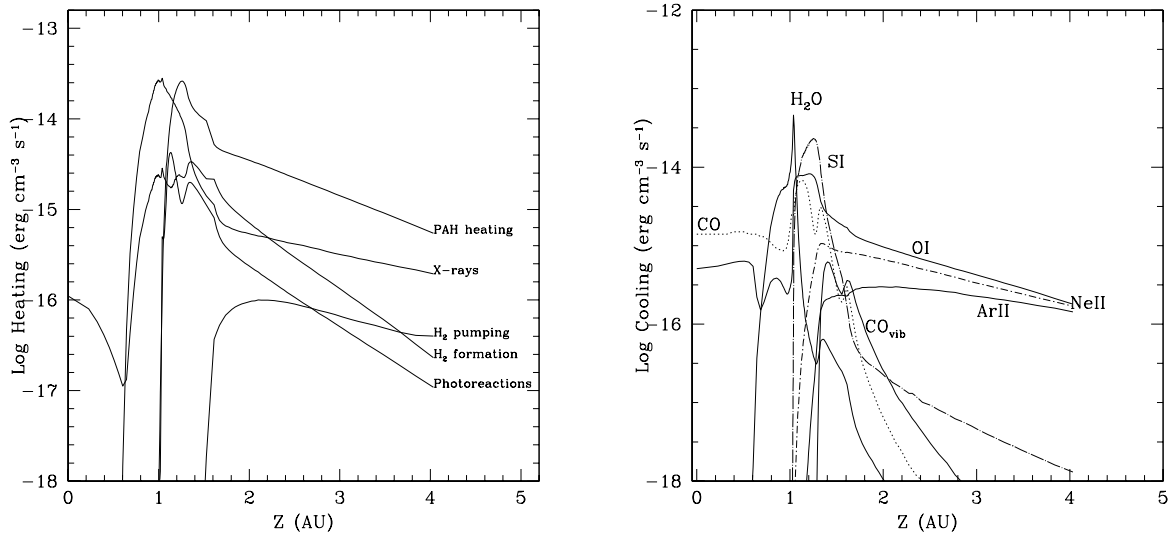 −13
−14
−15
−16
−17
−18
Log Heating (erg cm⁻³ s⁻¹)
PAH heating
X-rays
H₂ pumping
H₂ formation
Photoreactions
0
1
2
3
4
5
Z (AU)
−12
−14
−16
−18
Log Cooling (erg cm⁻³ s⁻¹)
H₂O
SI
CO
OI
NeII
ArII
CO_vib
0
1
2
3
4
5
Z (AU)